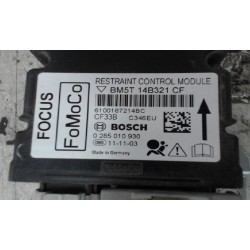 RESTRAINT CONTROL MODULE
BM5T 14B321 CF
610018721 4BC
CF33B C346EU
BOSCH
0 285 010 930
11-11-03
Made in Germany
FOCUS
FoMoCo